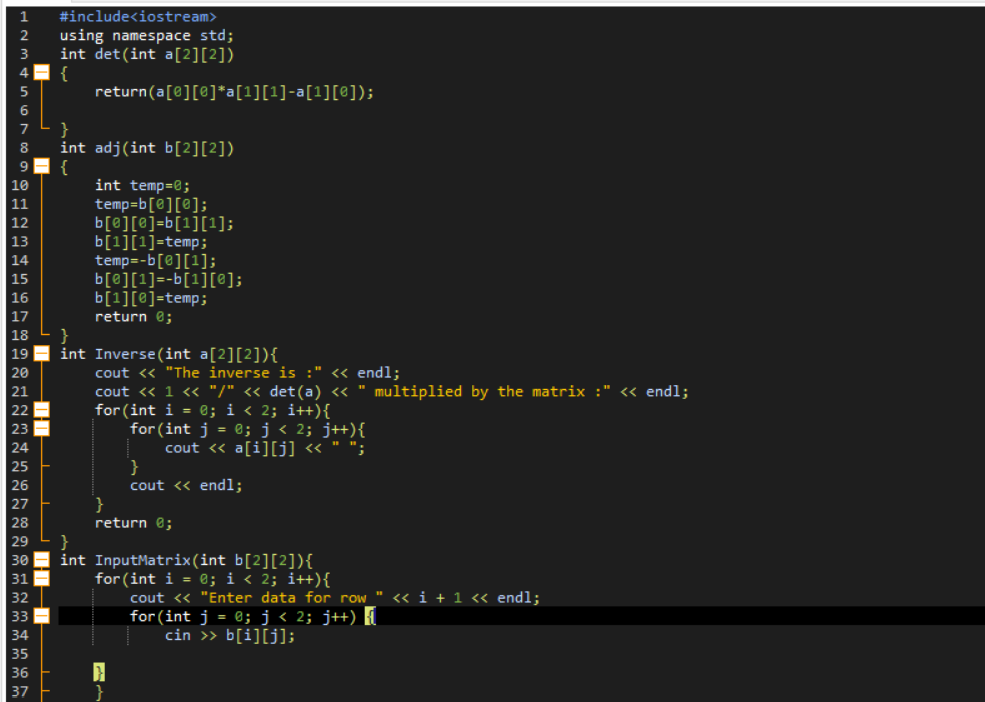 1 #include<iostream>
2 using namespace std;
3 int det(int a[2][2])
4 {
5 return(a[0][0]*a[1][1]-a[1][0]);
6
7 }
8 int adj(int b[2][2])
9 {
10 int temp=0;
11 temp=b[0][0];
12 b[0][0]=b[1][1];
13 b[1][1]=temp;
14 temp=-b[0][1];
15 b[0][1]=-b[1][0];
16 b[1][0]=temp;
17 return 0;
18 }
19 int Inverse(int a[2][2]){
20 cout << "The inverse is :" << endl;
21 cout << 1 << "/" << det(a) << " multiplied by the matrix :" << endl;
22 for(int i = 0; i < 2; i++){
23 for(int j = 0; j < 2; j++){
24 cout << a[i][j] << " ";
25 }
26 cout << endl;
27 }
28 return 0;
29 }
30 int InputMatrix(int b[2][2]){
31 for(int i = 0; i < 2; i++){
32 cout << "Enter data for row " << i + 1 << endl;
33 for(int j = 0; j < 2; j++) {
34 cin >> b[i][j];
35
36 }
37 }